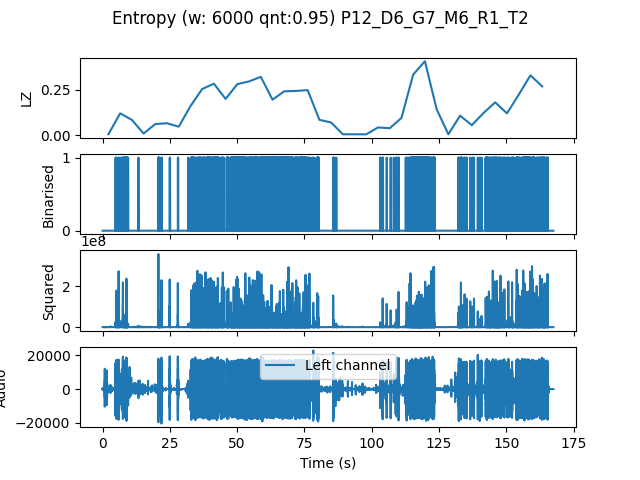 Entropy (w: 6000 qnt:0.95) P12_D6_G7_M6_R1_T2
LZ
0.25
0.00
Binarised
1
0
1e8
Squared
2
0
Audio
20000
0
−20000
Left channel
0 25 50 75 100 125 150 175
Time (s)